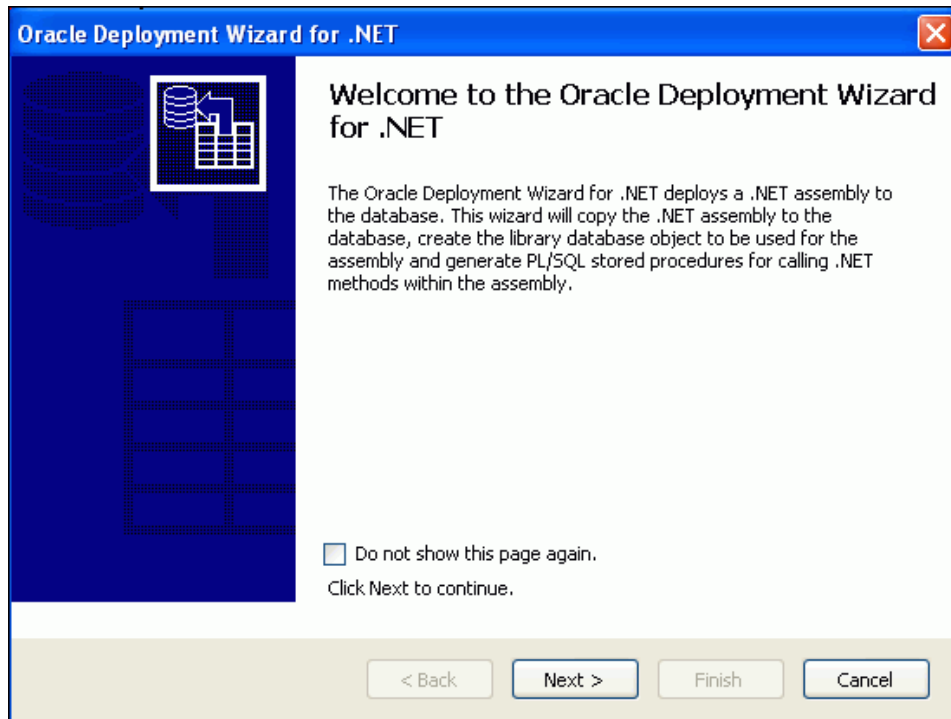 Oracle Deployment Wizard for .NET
Welcome to the Oracle Deployment Wizard
for .NET
The Oracle Deployment Wizard for .NET deploys a .NET assembly to
the database. This wizard will copy the .NET assembly to the
database, create the library database object to be used for the
assembly and generate PL/SQL stored procedures for calling .NET
methods within the assembly.
Do not show this page again.
Click Next to continue.
< Back Next > Finish Cancel